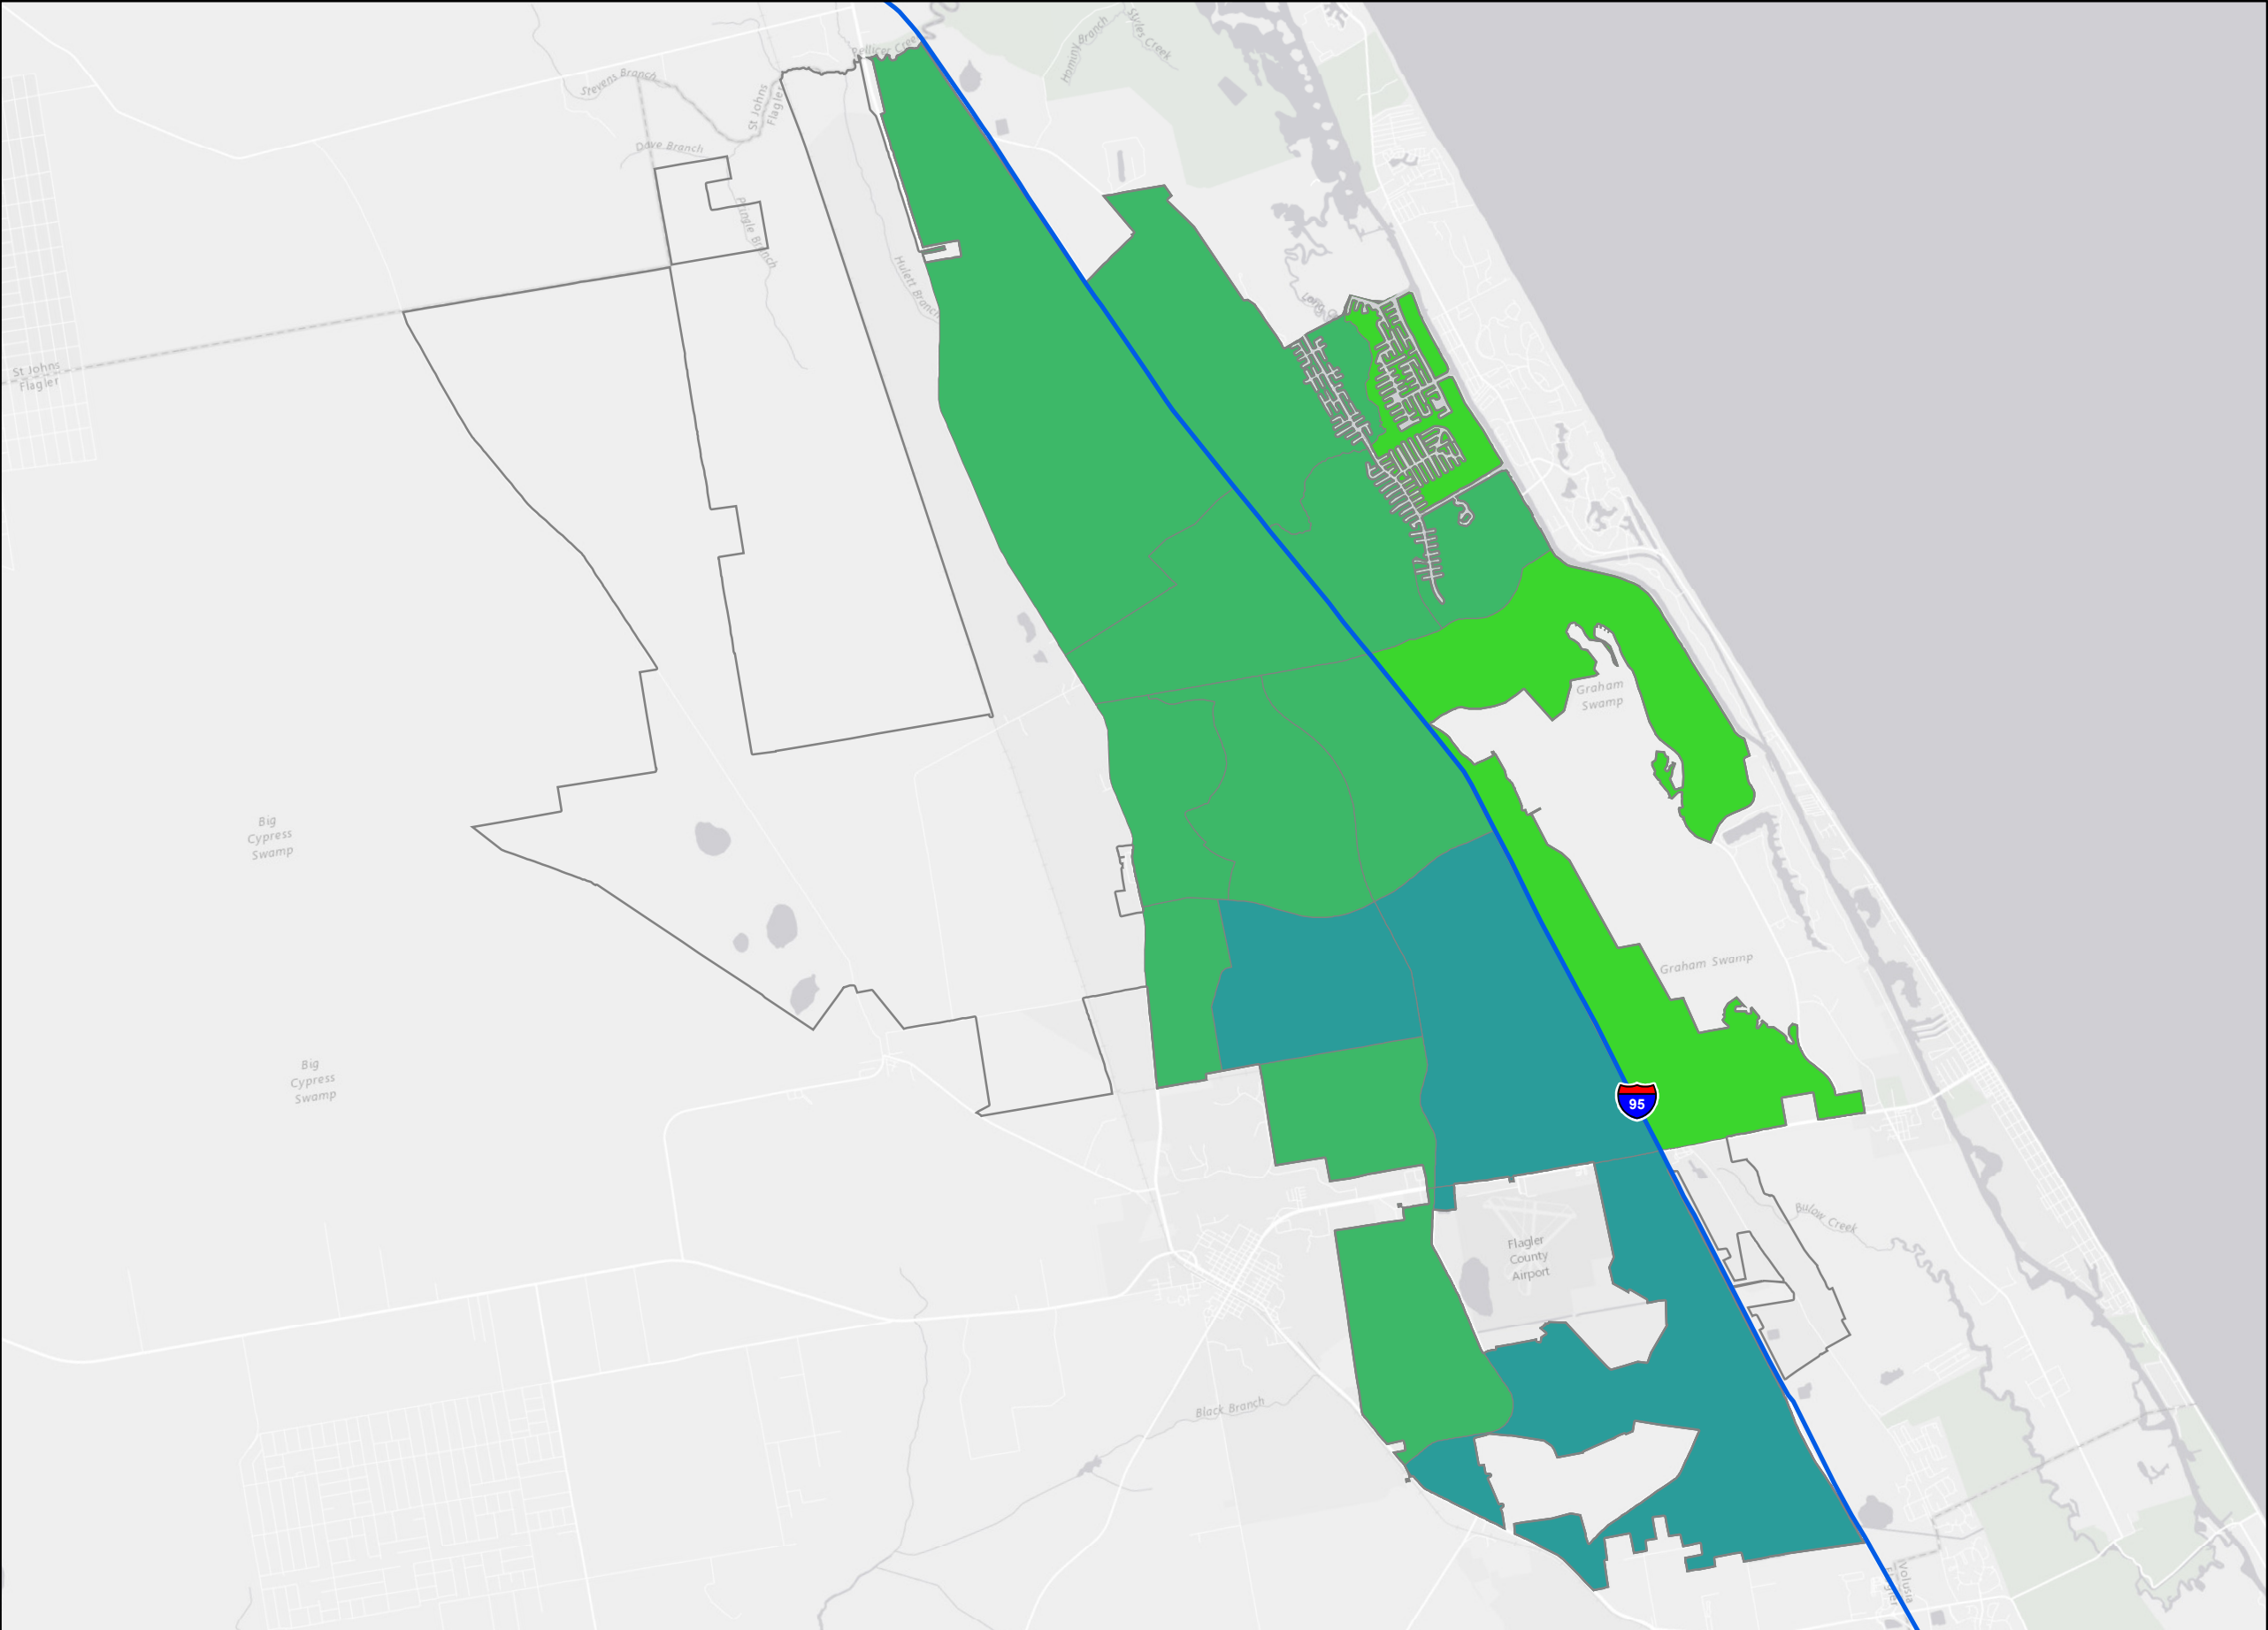 Pellicer Creek
Hominy Branch
Styles Creek
Stevens Branch
St Johns
Flagler
Dave Branch
Pringle Branch
Hulett Branch
St Johns
Flagler
Graham
Swamp
Big
Cypress
Swamp
Graham Swamp
Big
Cypress
Swamp
95
Bulow Creek
Flagler
County
Airport
Black Branch
Volusia
Flagler